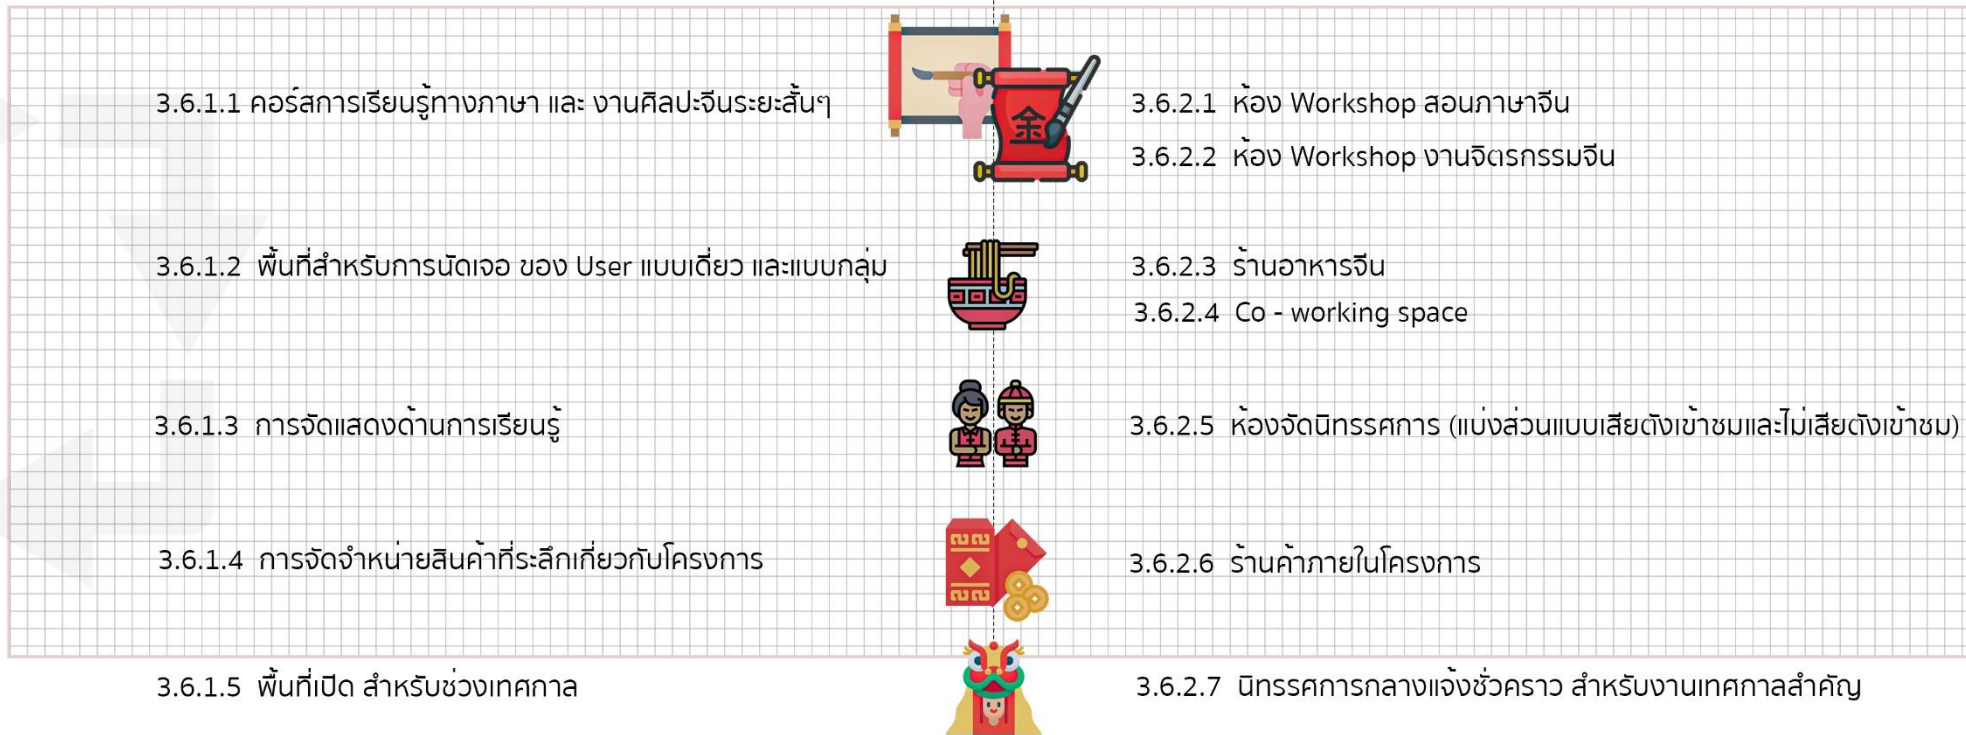 3.6.1.1 คอร์สการเรียนรู้ทางภาษา และ งานศิลปะจีนระยะสั้นๆ
金
3.6.2.1 ห้อง Workshop สอนภาษาจีน
3.6.2.2 ห้อง Workshop งานจิตรกรรมจีน
3.6.1.2 พื้นที่สำหรับการนัดเจอ ของ User แบบเดี่ยว และแบบกลุ่ม
3.6.2.3 ร้านอาหารจีน
3.6.2.4 Co - working space
3.6.1.3 การจัดแสดงด้านการเรียนรู้
3.6.2.5 ห้องจัดนิทรรศการ (แบ่งส่วนแบบเสียตังเข้าชมและไม่เสียตังเข้าชม)
3.6.1.4 การจัดจำหน่ายสินค้าที่ระลึกเกี่ยวกับโครงการ
3.6.2.6 ร้านค้าภายในโครงการ
3.6.1.5 พื้นที่เปิด สำหรับช่วงเทศกาล
3.6.2.7 นิทรรศการกลางแจ้งชั่วคราว สำหรับงานเทศกาลสำคัญ